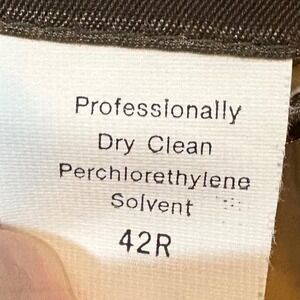 Professionally
Dry Clean
Perchlorethylene
Solvent
42R